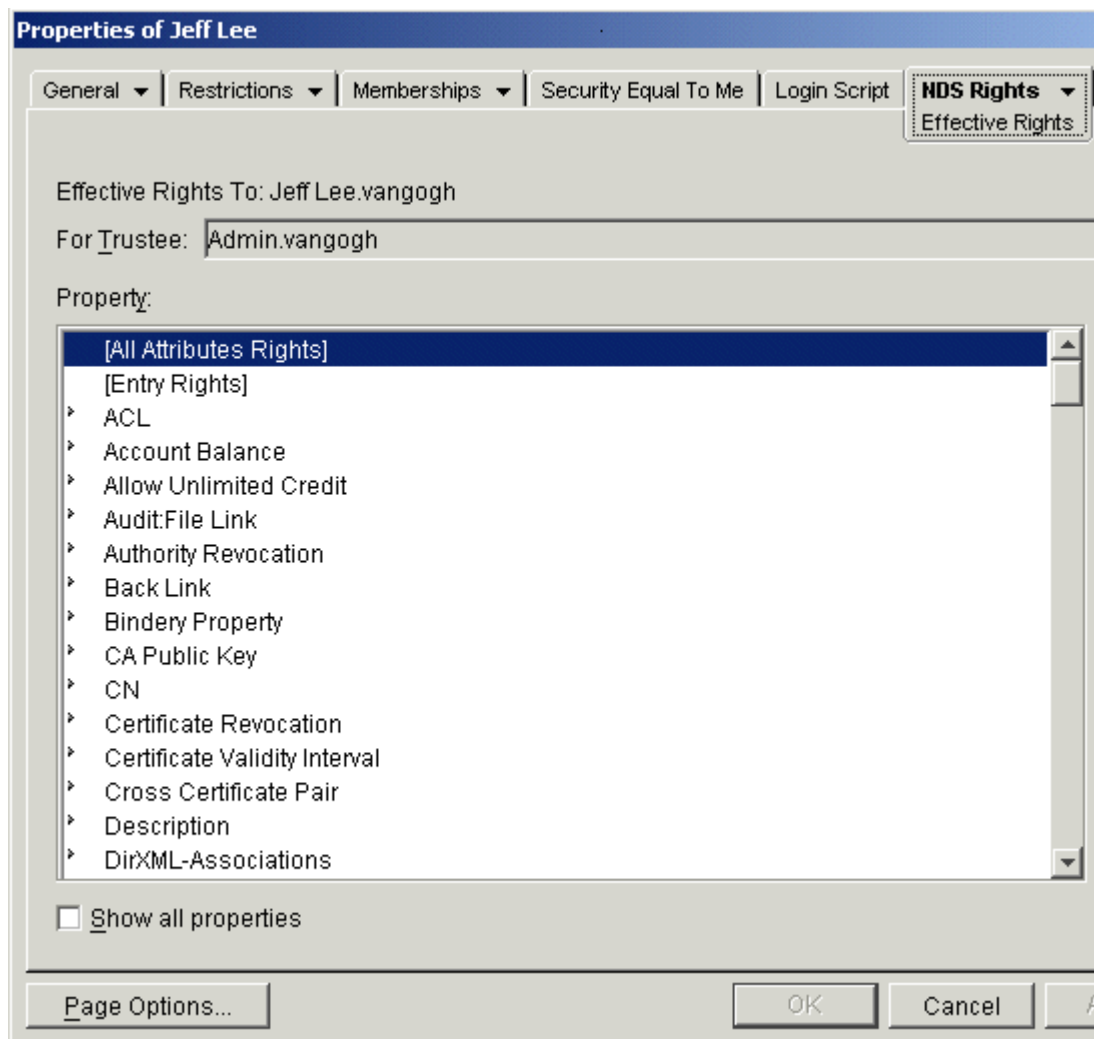 Properties of Jeff Lee
General Restrictions Memberships Security Equal To Me Login Script NDS Rights
Effective Rights
Effective Rights To: Jeff Lee.vangogh
For Trustee: Admin.vangogh
Property:
[All Attributes Rights]
[Entry Rights]
ACL
Account Balance
Allow Unlimited Credit
Audit:File Link
Authority Revocation
Back Link
Bindery Property
CA Public Key
CN
Certificate Revocation
Certificate Validity Interval
Cross Certificate Pair
Description
DirXML-Associations
Show all properties
Page Options... OK Cancel